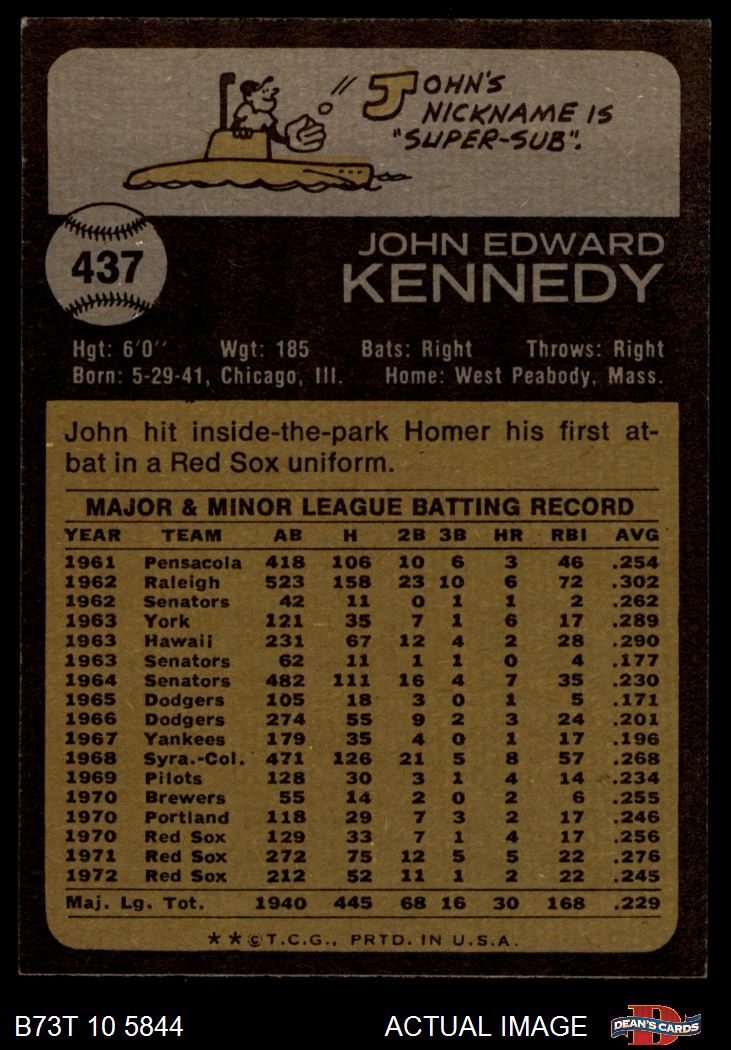 JOHN'S
NICKNAME IS
"SUPER-SUB".
437
JOHN EDWARD
KENNEDY
Hgt: 6'0" Wgt: 185 Bats: Right Throws: Right
Born: 5-29-41, Chicago, Ill. Home: West Peabody, Mass.
John hit inside-the-park Homer his first at-
bat in a Red Sox uniform.
MAJOR & MINOR LEAGUE BATTING RECORD
YEAR TEAM AB H 2B 3B HR RBI AVG
1961 Pensacola 418 106 10 6 3 46 .254
1962 Raleigh 523 158 23 10 6 72 .302
1962 Senators 42 11 0 1 1 2 .262
1963 York 121 35 7 1 6 17 .289
1963 Hawaii 231 67 12 4 2 28 .290
1963 Senators 62 11 1 1 0 4 .177
1964 Senators 482 111 16 4 7 35 .230
1965 Dodgers 105 18 3 0 1 5 .171
1966 Dodgers 274 55 9 2 3 24 .201
1967 Yankees 179 35 4 0 1 17 .196
1968 Syra.-Col. 471 126 21 5 8 57 .268
1969 Pilots 128 30 3 1 4 14 .234
1970 Brewers 55 14 2 0 2 6 .255
1970 Portland 118 29 7 3 2 17 .246
1970 Red Sox 129 33 7 1 4 17 .256
1971 Red Sox 272 75 12 5 5 22 .276
1972 Red Sox 212 52 11 1 2 22 .245
Maj. Lg. Tot. 1940 445 68 16 30 168 .229
★★©T.C.G., PRTD. IN U.S.A.
B73T 10 5844 ACTUAL IMAGE
DEAN'S CARDS